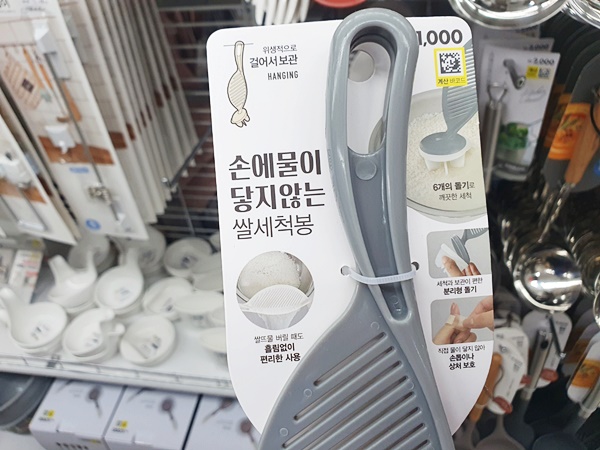 위생적으로
걸어서 보관
HANGING
1,000
계산 바코드
손에물이
닿지않는
쌀세척봉
6개의 돌기로
깨끗한 세척
세척과 보관이 편한
분리형 돌기
쌀뜨물 버릴 때도
흘림없이
편리한 사용
직접 물이 닿지 않아
손톱이나
상처 보호